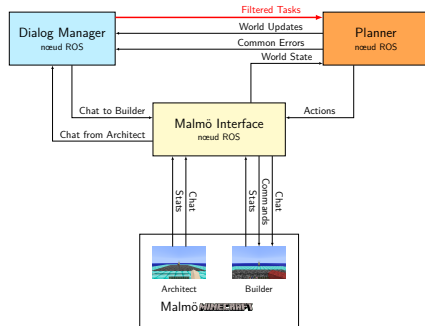 Filtered Tasks
World Updates
Common Errors
World State
Dialog Manager
nœud ROS
Planner
nœud ROS
Chat to Builder
Chat from Architect
Actions
Malmö Interface
nœud ROS
Stats
Chat
Stats
Commands
Chat
Architect
Builder
Malmö MINECRAFT